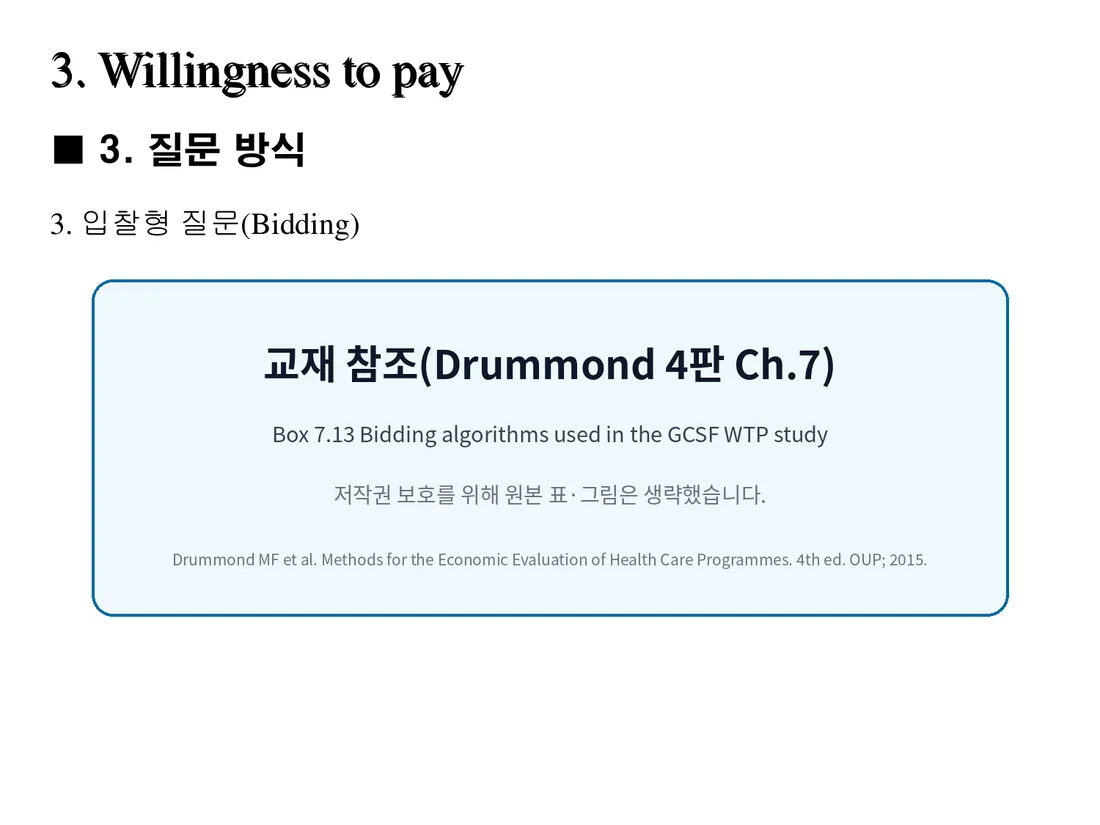 3. Willingness to pay
■ 3. 질문 방식
3. 입찰형 질문(Bidding)
교재 참조(Drummond 4판 Ch.7)
Box 7.13 Bidding algorithms used in the GCSF WTP study
저작권 보호를 위해 원본 표·그림은 생략했습니다.
Drummond MF et al. Methods for the Economic Evaluation of Health Care Programmes. 4th ed. OUP; 2015.